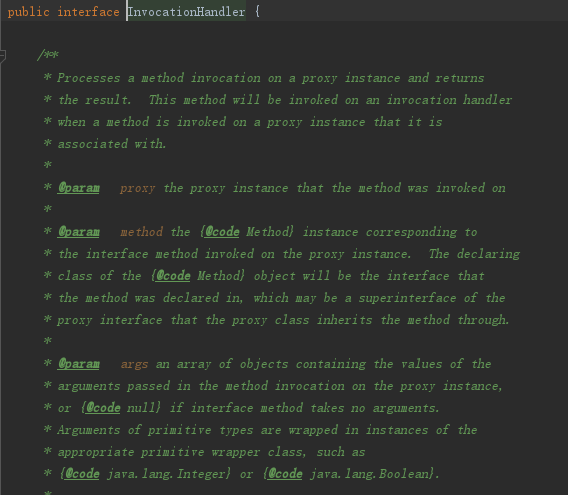 public interface InvocationHandler {
/**
* Processes a method invocation on a proxy instance and returns
* the result.  This method will be invoked on an invocation handler
* when a method is invoked on a proxy instance that it is
* associated with.
*
* @param   proxy the proxy instance that the method was invoked on
*
* @param   method the {@code Method} instance corresponding to
* the interface method invoked on the proxy instance.  The declaring
* class of the {@code Method} object will be the interface that
* the method was declared in, which may be a superinterface of the
* proxy interface that the proxy class inherits the method through.
*
* @param   args an array of objects containing the values of the
* arguments passed in the method invocation on the proxy instance,
* or {@code null} if interface method takes no arguments.
* Arguments of primitive types are wrapped in instances of the
* appropriate primitive wrapper class, such as
* {@code java.lang.Integer} or {@code java.lang.Boolean}.
*